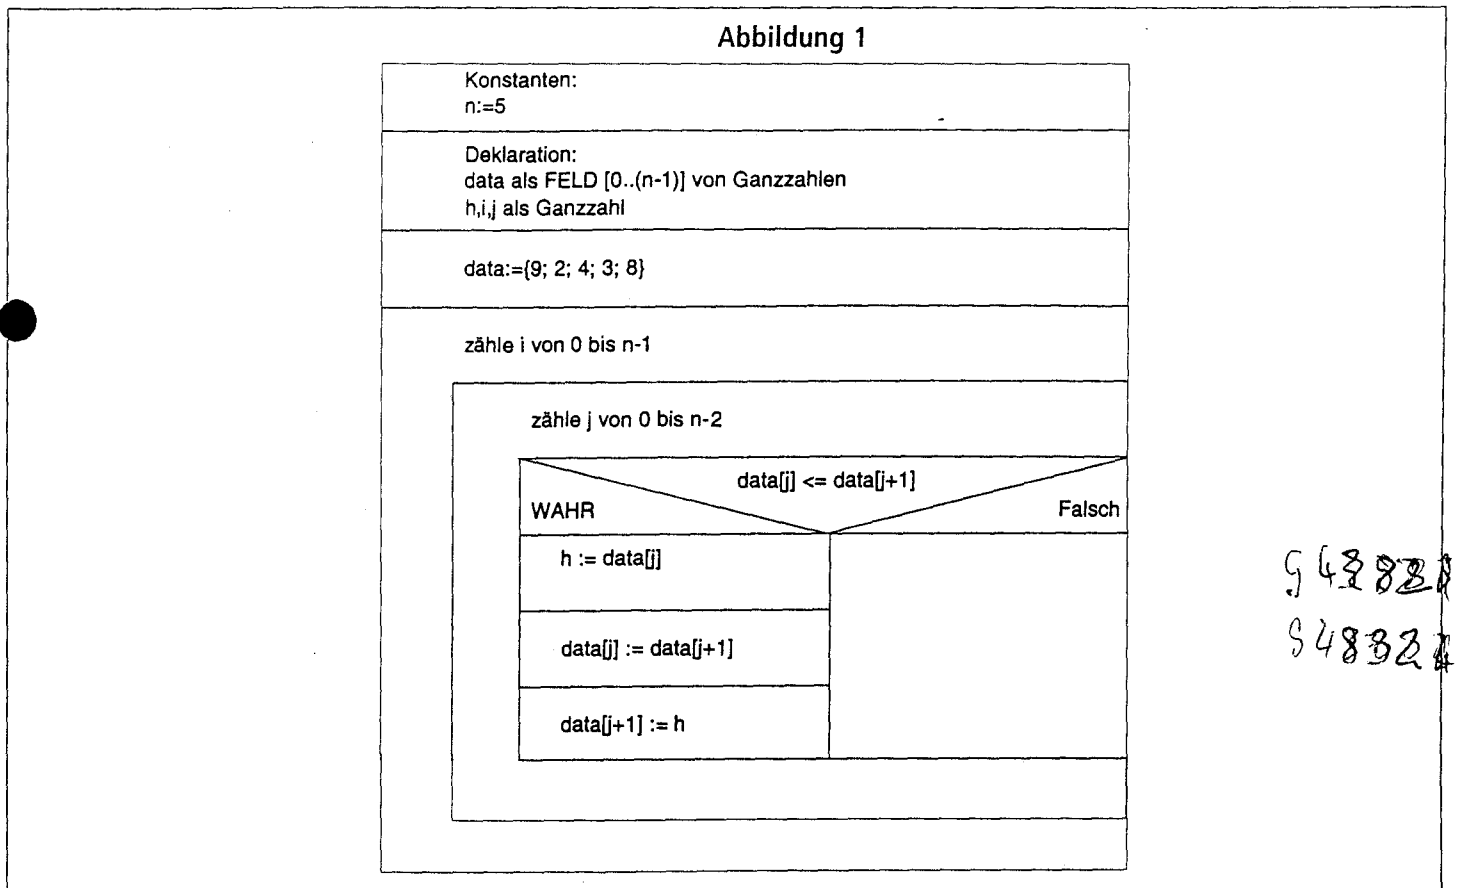 Abbildung 1
Konstanten:
n:=5
Deklaration:
data als FELD [0..(n-1)] von Ganzzahlen
h,i,j als Ganzzahl
data:={9; 2; 4; 3; 8}
zähle i von 0 bis n-1
zähle j von 0 bis n-2
data[j] <= data[j+1]
WAHR
Falsch
h := data[j]
data[j] := data[j+1]
data[j+1] := h